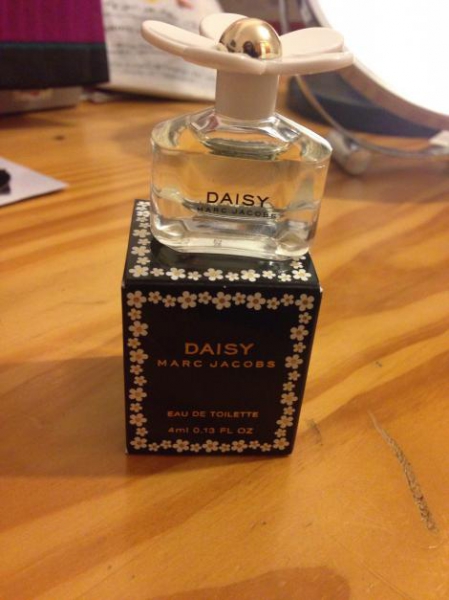 DAISY
MARC JACOBS
DAISY
MARC JACOBS
EAU DE TOILETTE
4ml 0.13 FL OZ